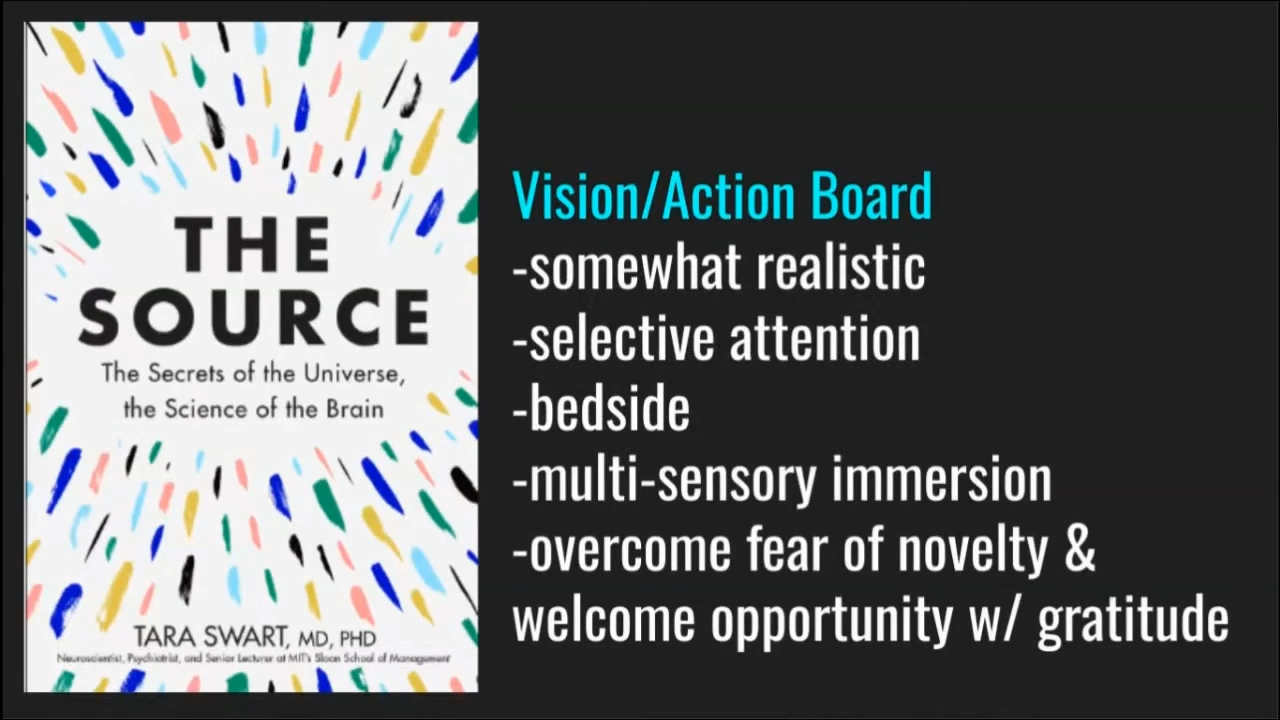 THE
SOURCE
The Secrets of the Universe,
the Science of the Brain
TARA SWART, MD, PHD
Neuroscientist, Psychiatrist, and Senior Lecturer at MIT's Sloan School of Management
Vision/Action Board
-somewhat realistic
-selective attention
-bedside
-multi-sensory immersion
-overcome fear of novelty &
welcome opportunity w/ gratitude